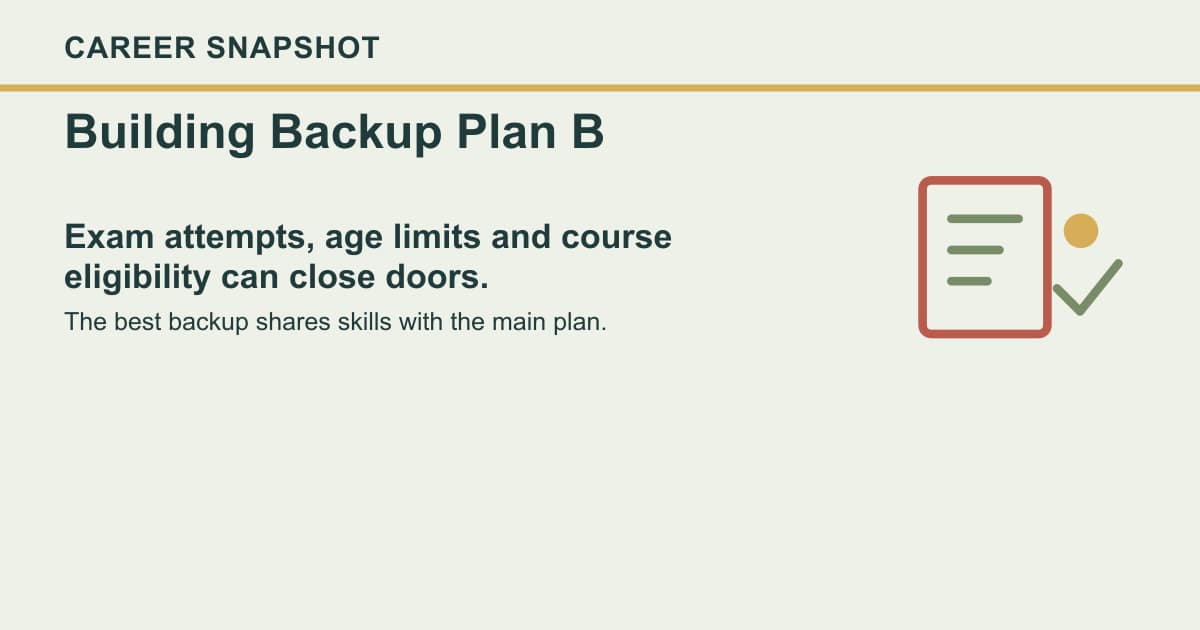 CAREER SNAPSHOT
Building Backup Plan B
Exam attempts, age limits and course
eligibility can close doors.
The best backup shares skills with the main plan.